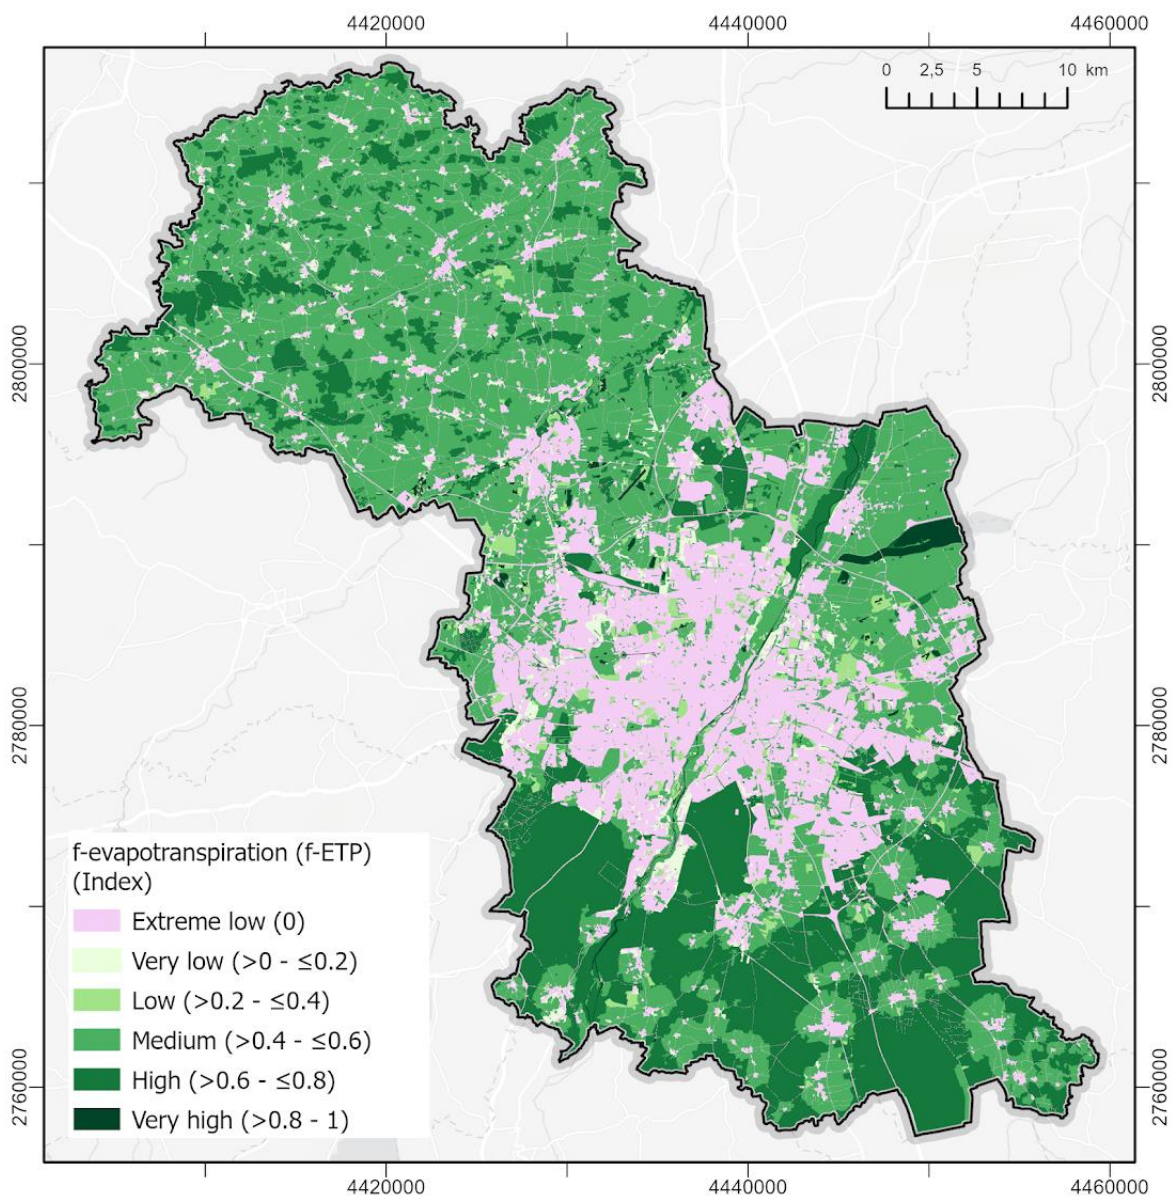 4420000 4440000 4460000
0 2,5 5 10 km
2800000 2800000
2780000 2780000
f-evapotranspiration (f-ETP)
(Index)
Extreme low (0)
Very low (>0 - ≤0.2)
Low (>0.2 - ≤0.4)
Medium (>0.4 - ≤0.6)
High (>0.6 - ≤0.8)
Very high (>0.8 - 1)
2760000 2760000
4420000 4440000 4460000